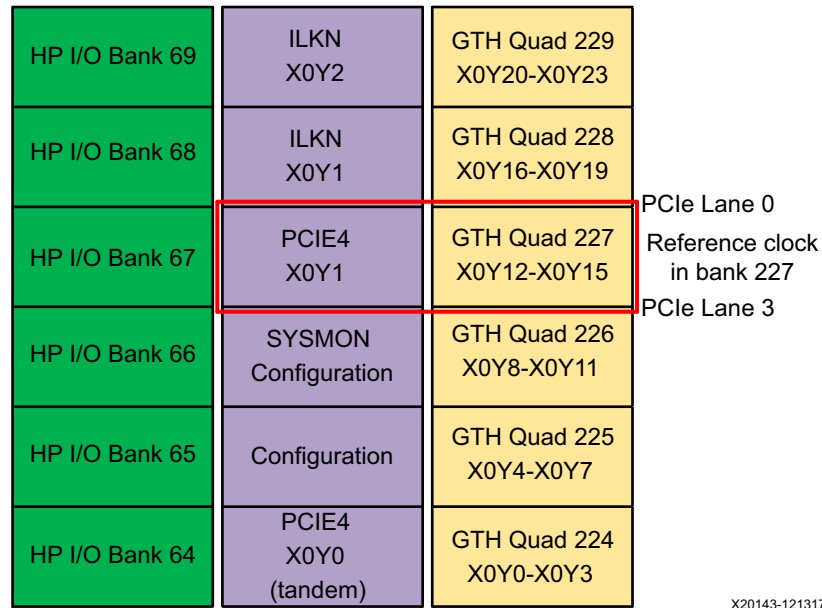 HP I/O Bank 69
ILKN
X0Y2
GTH Quad 229
X0Y20-X0Y23
HP I/O Bank 68
ILKN
X0Y1
GTH Quad 228
X0Y16-X0Y19
PCIe Lane 0
HP I/O Bank 67
PCIE4
X0Y1
GTH Quad 227
X0Y12-X0Y15
Reference clock
in bank 227
PCIe Lane 3
HP I/O Bank 66
SYSMON
Configuration
GTH Quad 226
X0Y8-X0Y11
HP I/O Bank 65
Configuration
GTH Quad 225
X0Y4-X0Y7
HP I/O Bank 64
PCIE4
X0Y0
(tandem)
GTH Quad 224
X0Y0-X0Y3
X20143-121317